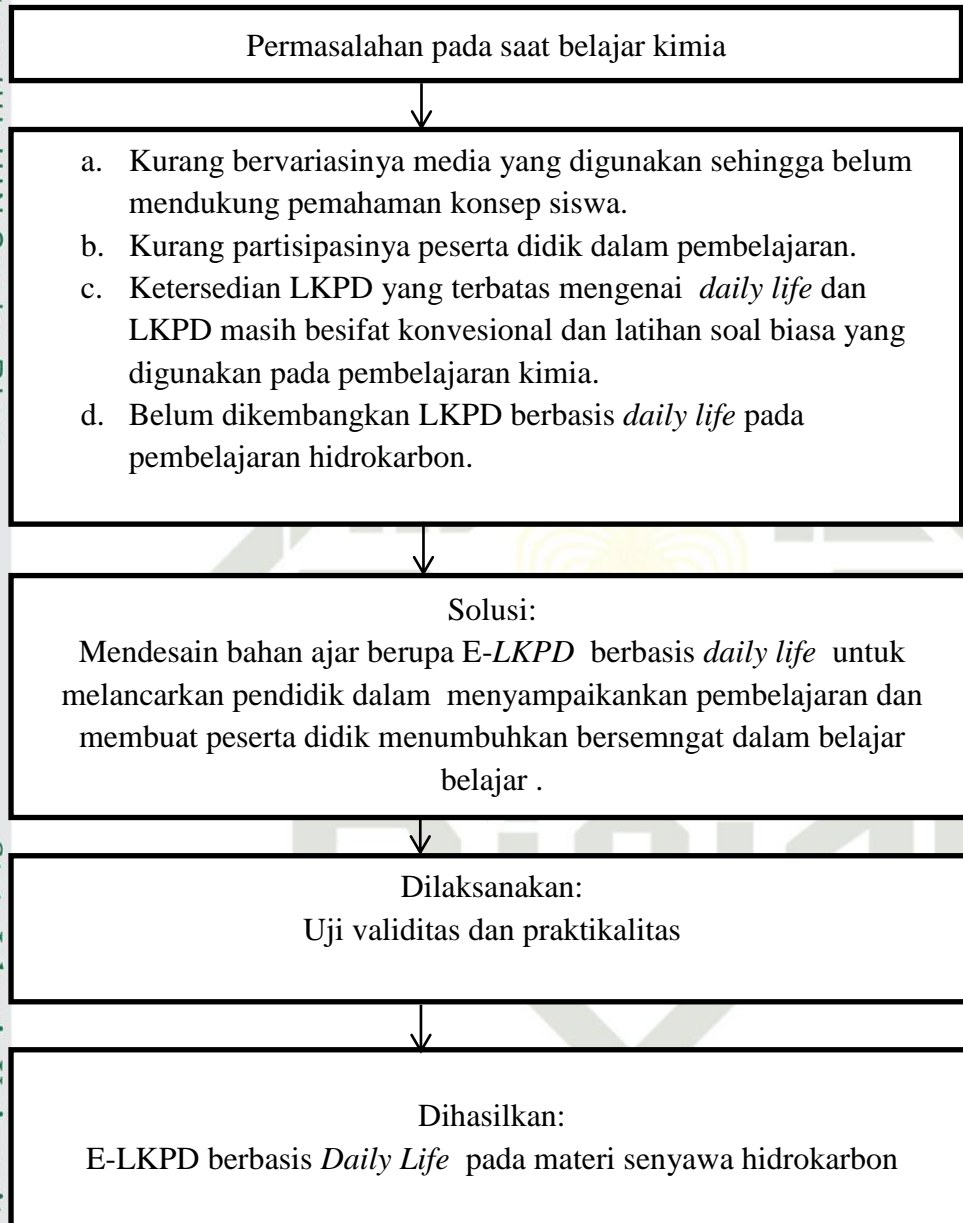 Permasalahan pada saat belajar kimia
a. Kurang bervariasinya media yang digunakan sehingga belum
mendukung pemahaman konsep siswa.
b. Kurang partisipasinya peserta didik dalam pembelajaran.
c. Ketersedian LKPD yang terbatas mengenai daily life dan
LKPD masih besifat konvesional dan latihan soal biasa yang
digunakan pada pembelajaran kimia.
d. Belum dikembangkan LKPD berbasis daily life pada
pembelajaran hidrokarbon.
Solusi:
Mendesain bahan ajar berupa E-LKPD berbasis daily life untuk
melancarkan pendidik dalam menyampaikankan pembelajaran dan
membuat peserta didik menumbuhkan bersemngat dalam belajar
belajar .
Dilaksanakan:
Uji validitas dan praktikalitas
Dihasilkan:
E-LKPD berbasis Daily Life pada materi senyawa hidrokarbon